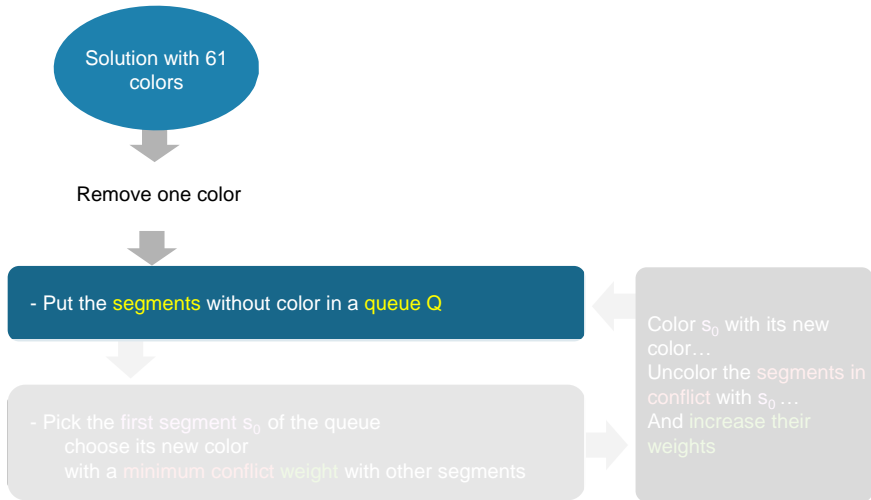 Solution with 61
colors
Remove one color
- Put the segments without color in a queue Q
Color s₀ with its new
color…
Uncolor the segments in
conflict with s₀ …
And increase their
weights
- Pick the first segment s₀ of the queue
choose its new color
with a minimum conflict weight with other segments